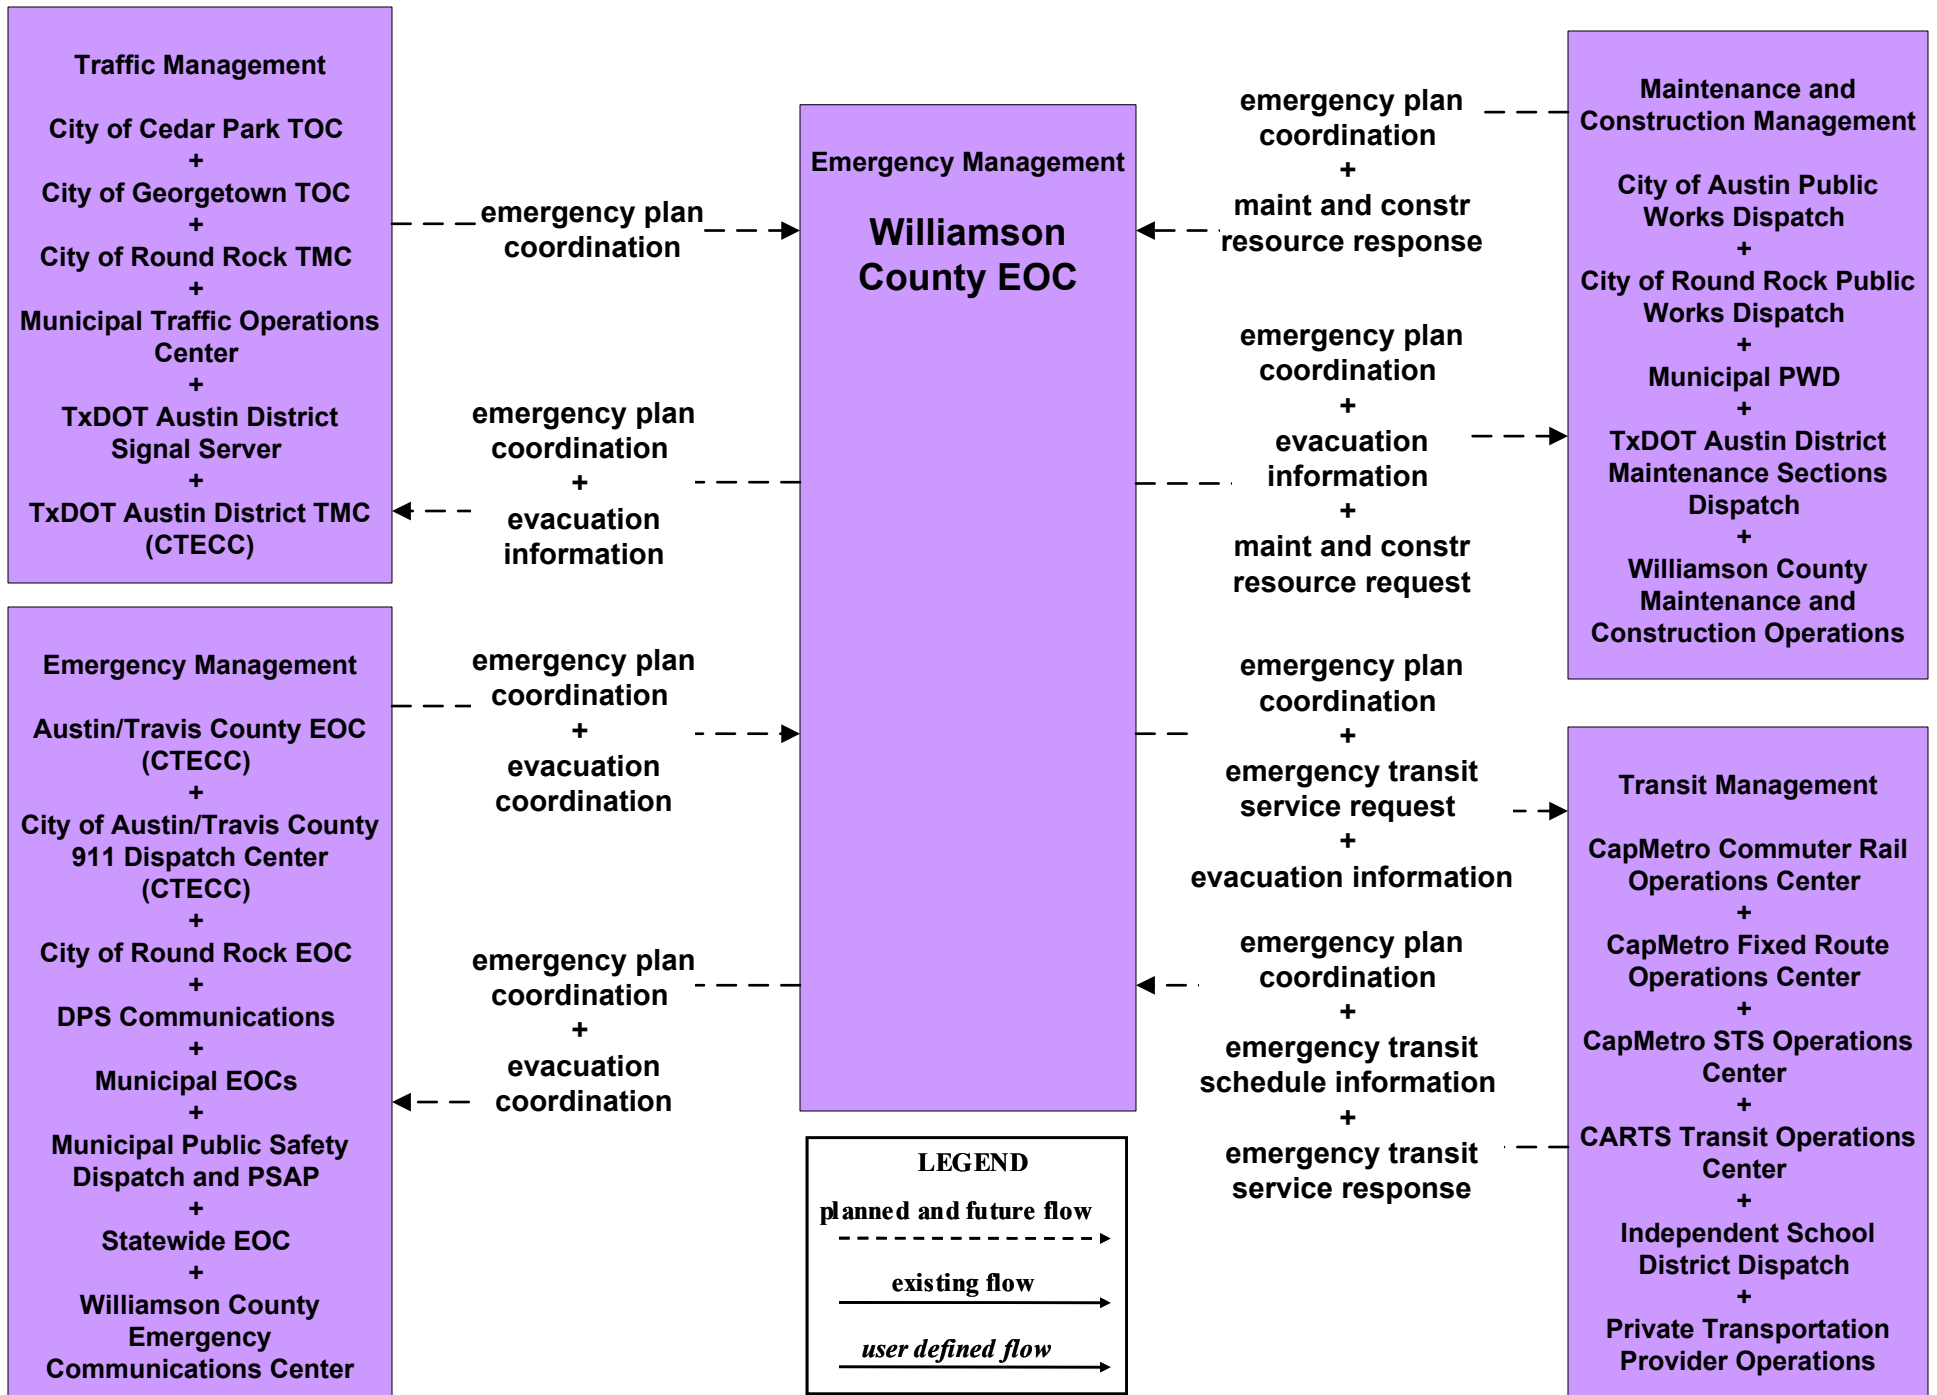 Traffic Management
City of Cedar Park TOC
+
City of Georgetown TOC
+
City of Round Rock TMC
+
Municipal Traffic Operations
Center
+
TxDOT Austin District
Signal Server
+
TxDOT Austin District TMC
(CTECC)
emergency plan
coordination
emergency plan
coordination
+
evacuation
information
Emergency Management
Austin/Travis County EOC
(CTECC)
+
City of Austin/Travis County
911 Dispatch Center
(CTECC)
+
City of Round Rock EOC
+
DPS Communications
+
Municipal EOCs
+
Municipal Public Safety
Dispatch and PSAP
+
Statewide EOC
+
Williamson County
Emergency
Communications Center
emergency plan
coordination
+
evacuation
coordination
emergency plan
coordination
+
evacuation
coordination
Emergency Management
Williamson
County EOC
LEGEND
planned and future flow
existing flow
user defined flow
emergency plan
coordination
+
maint and constr
resource response
emergency plan
coordination
+
evacuation
information
+
maint and constr
resource request
emergency plan
coordination
+
emergency transit
service request
+
evacuation information
emergency plan
coordination
+
emergency transit
schedule information
+
emergency transit
service response
Maintenance and
Construction Management
City of Austin Public
Works Dispatch
+
City of Round Rock Public
Works Dispatch
+
Municipal PWD
+
TxDOT Austin District
Maintenance Sections
Dispatch
+
Williamson County
Maintenance and
Construction Operations
Transit Management
CapMetro Commuter Rail
Operations Center
+
CapMetro Fixed Route
Operations Center
+
CapMetro STS Operations
Center
+
CARTS Transit Operations
Center
+
Independent School
District Dispatch
+
Private Transportation
Provider Operations